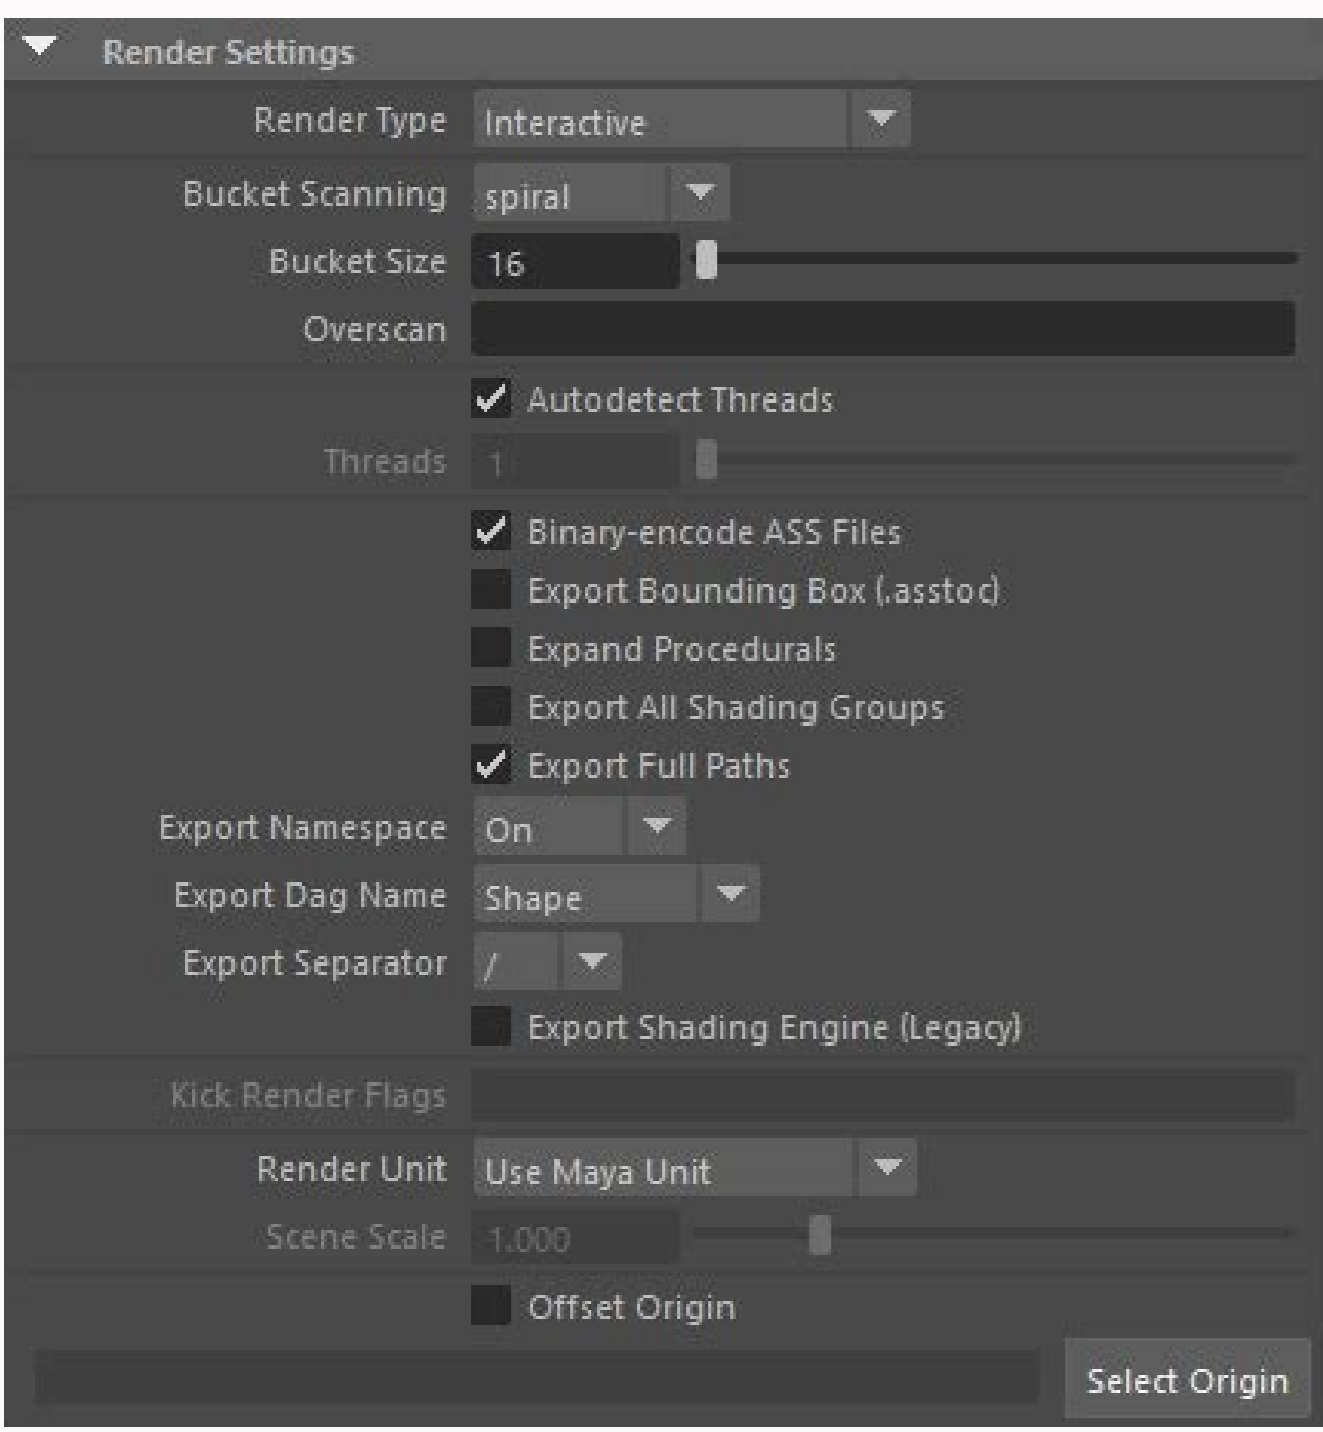 Render Settings
Render Type Interactive
Bucket Scanning spiral
Bucket Size 16
Overscan
Autodetect Threads
Threads 1
Binary-encode ASS Files
Export Bounding Box (.asstoc)
Expand Procedurals
Export All Shading Groups
Export Full Paths
Export Namespace On
Export Dag Name Shape
Export Separator /
Export Shading Engine (Legacy)
Kick Render Flags
Render Unit Use Maya Unit
Scene Scale 1.000
Offset Origin
Select Origin